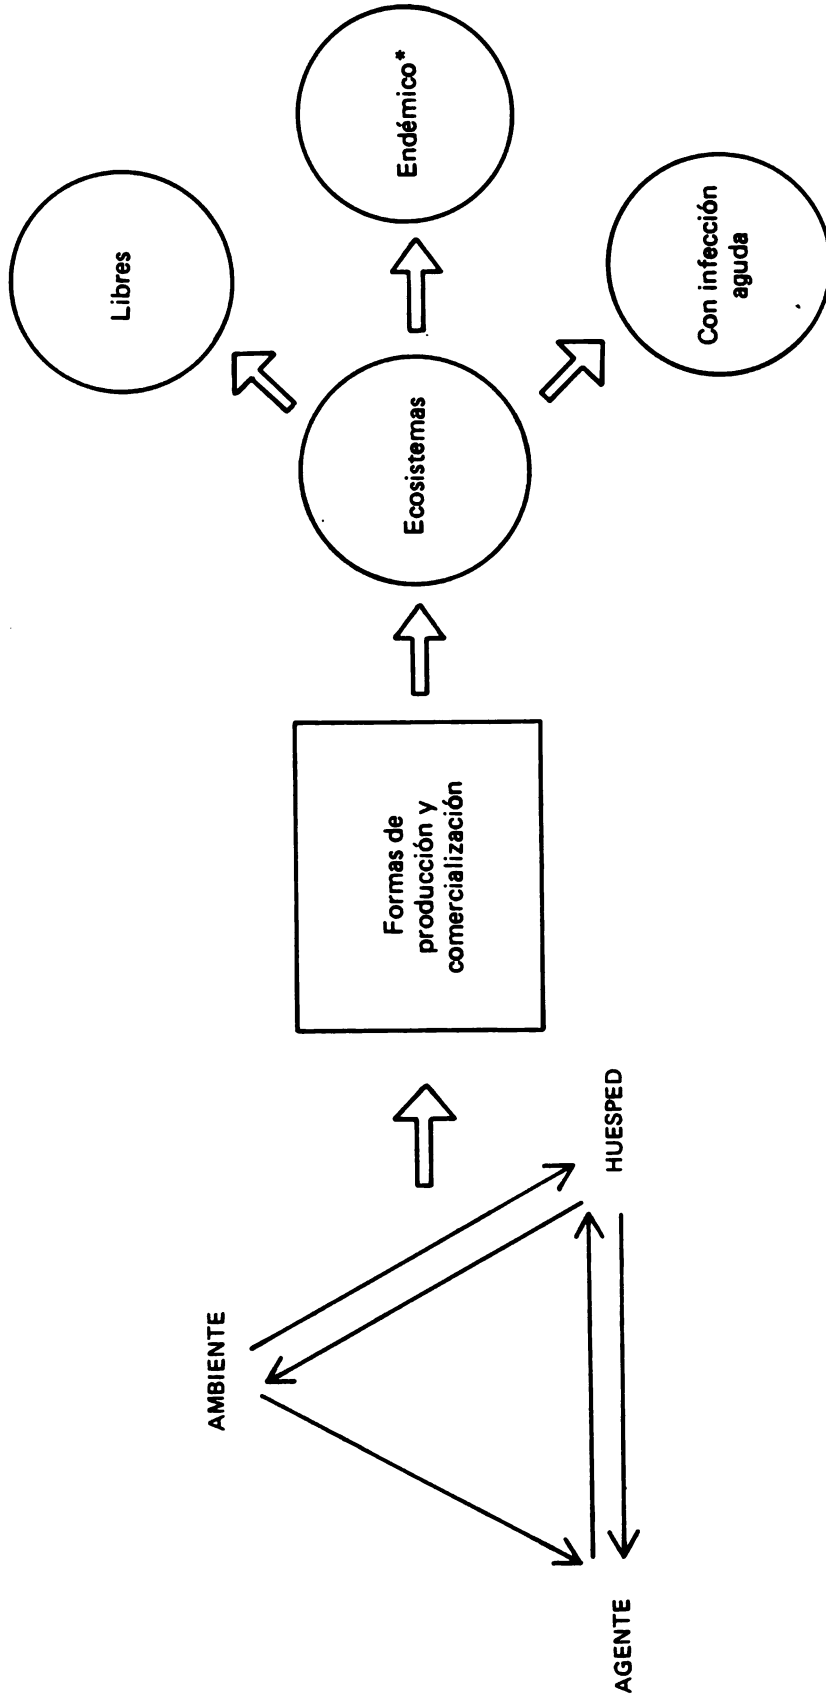 AMBIENTE
AGENTE
HUESPED
Formas de
producción y
comercialización
Ecosistemas
Libres
Endémico*
Con infección
aguda